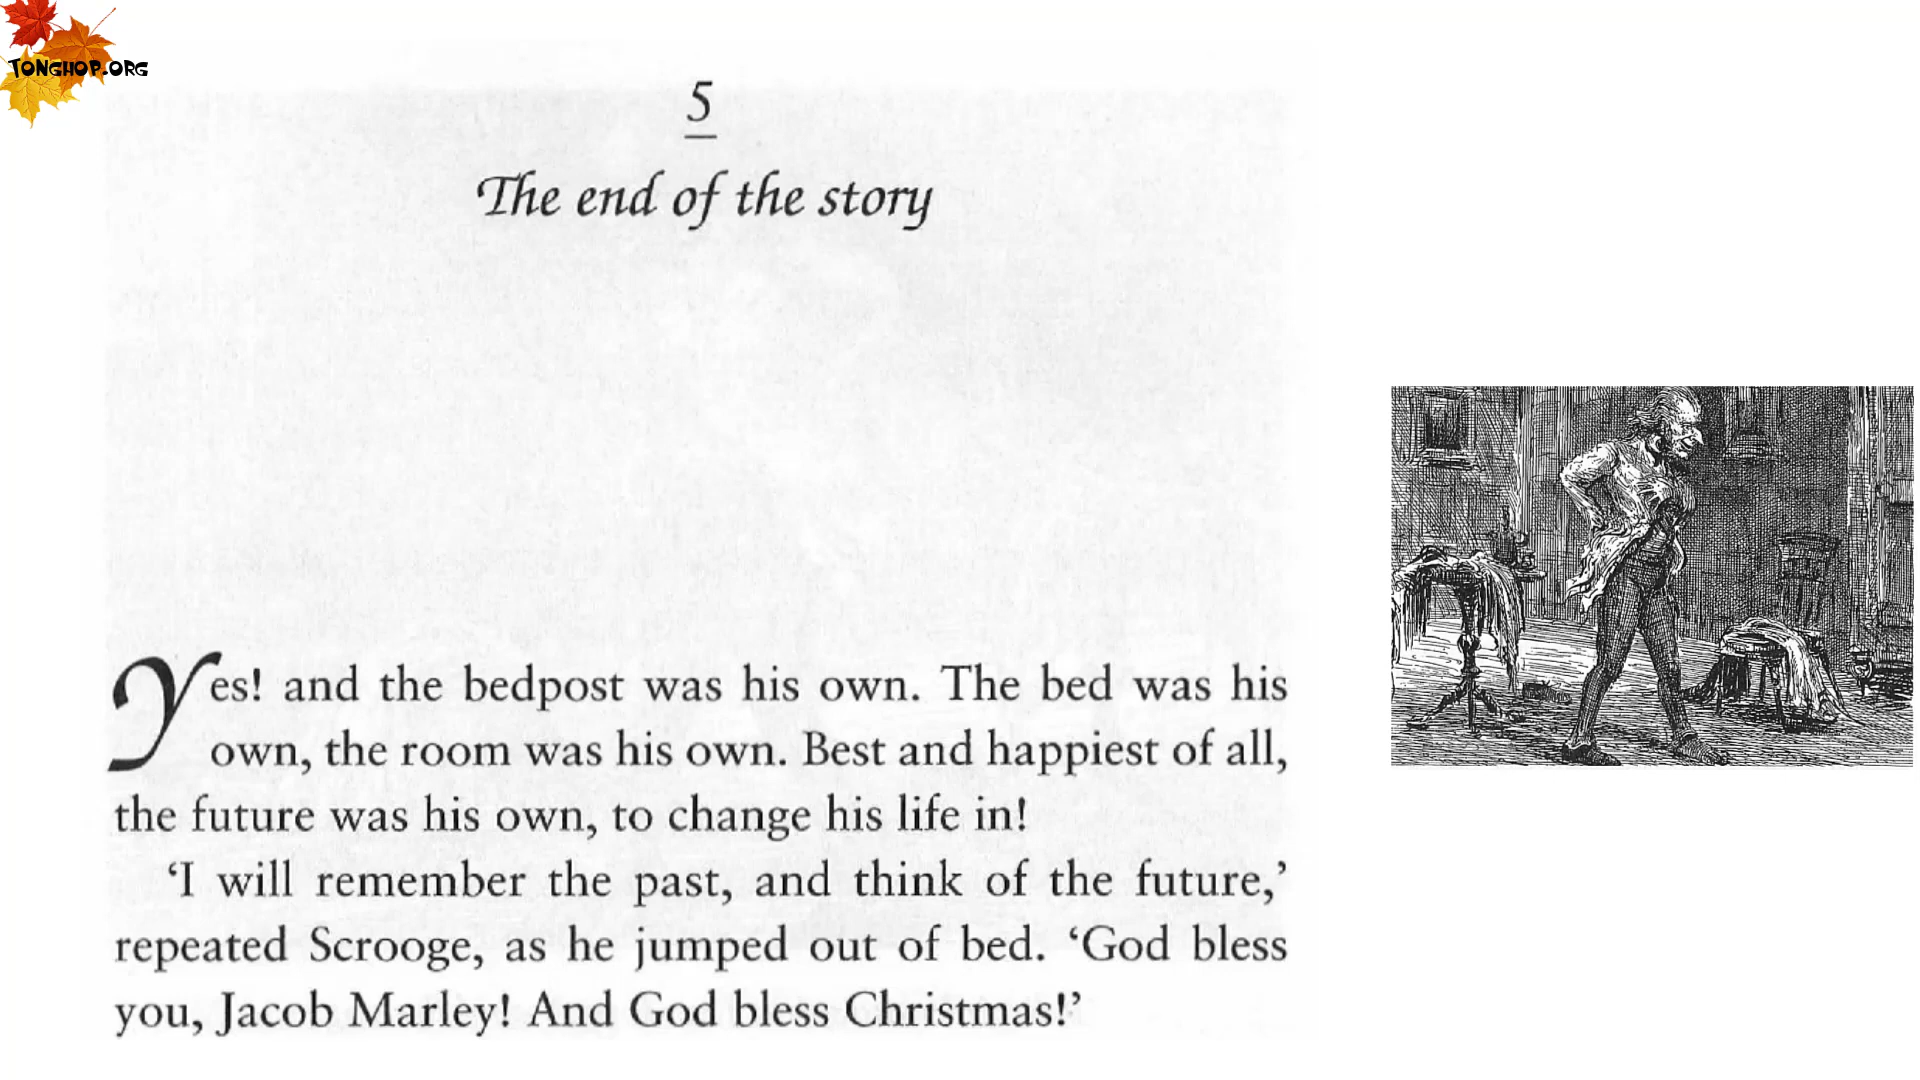 TONGHOP.ORG
5
The end of the story
Yes! and the bedpost was his own. The bed was his
own, the room was his own. Best and happiest of all,
the future was his own, to change his life in!
‘I will remember the past, and think of the future,’
repeated Scrooge, as he jumped out of bed. ‘God bless
you, Jacob Marley! And God bless Christmas!’